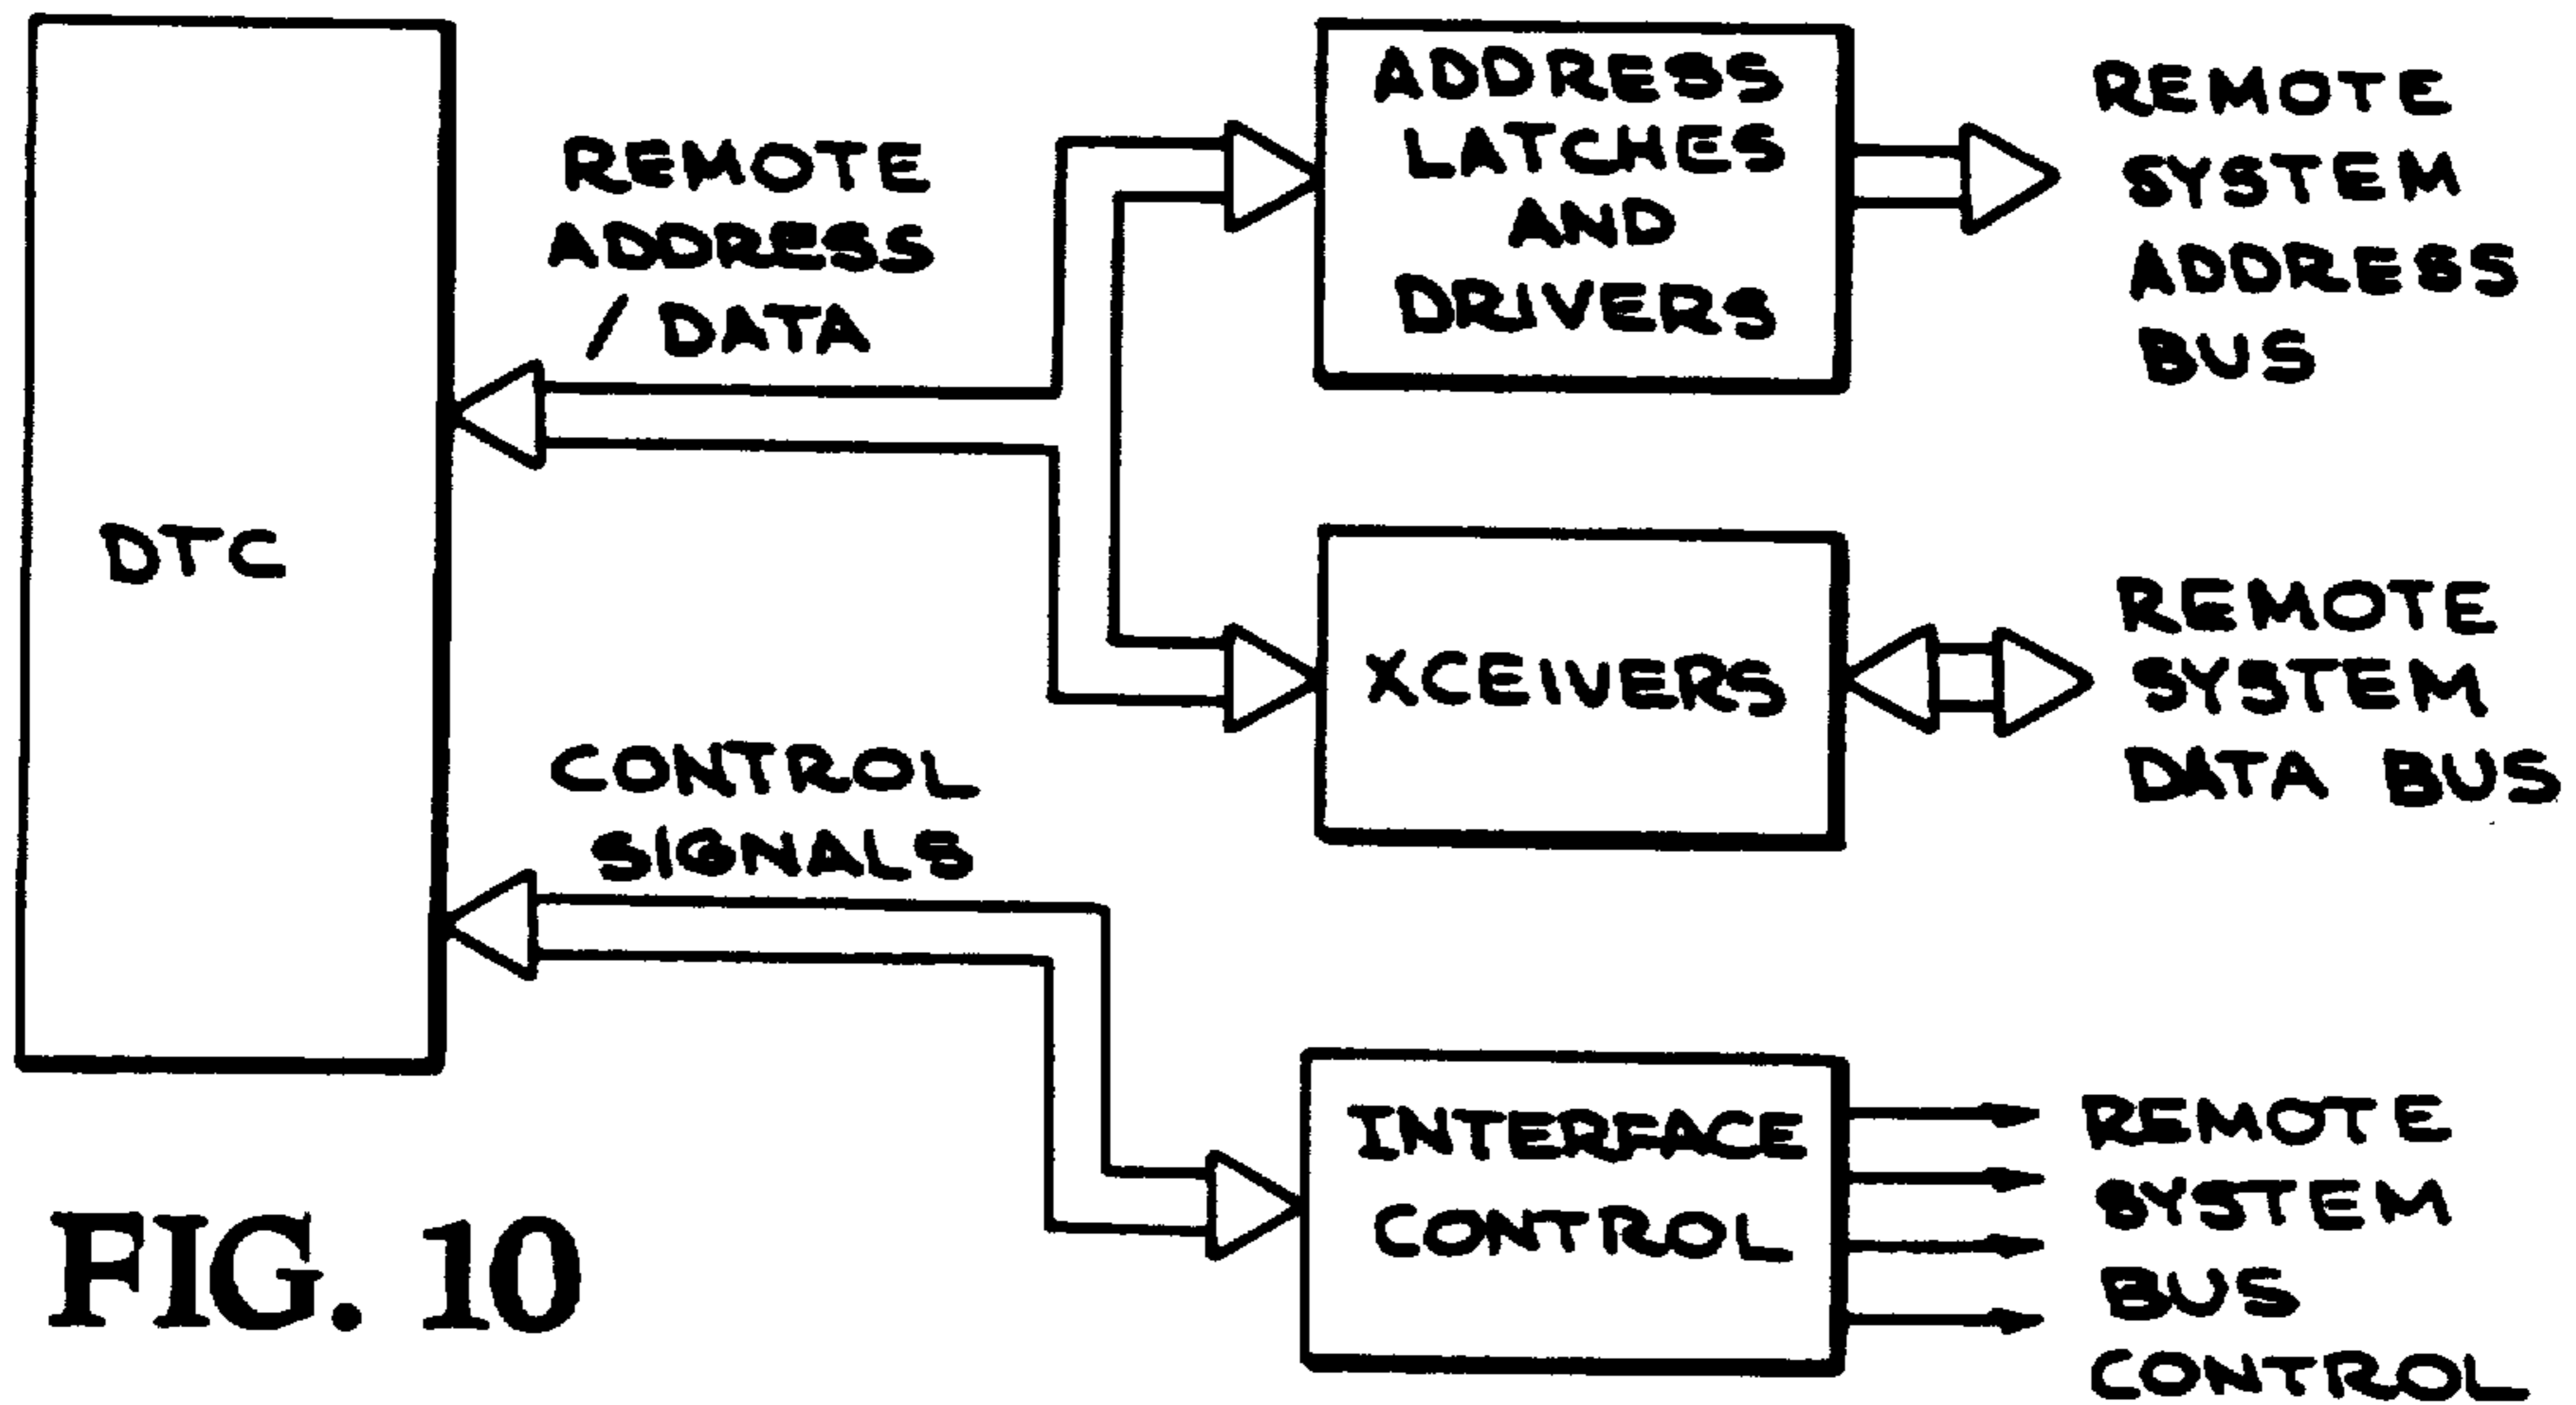 DTC
REMOTE
ADDRESS
/ DATA
CONTROL
SIGNALS
ADDRESS
LATCHES
AND
DRIVERS
REMOTE
SYSTEM
ADDRESS
BUS
XCEIVERS
REMOTE
SYSTEM
DATA BUS
INTERFACE
CONTROL
REMOTE
SYSTEM
BUS
CONTROL
FIG. 10